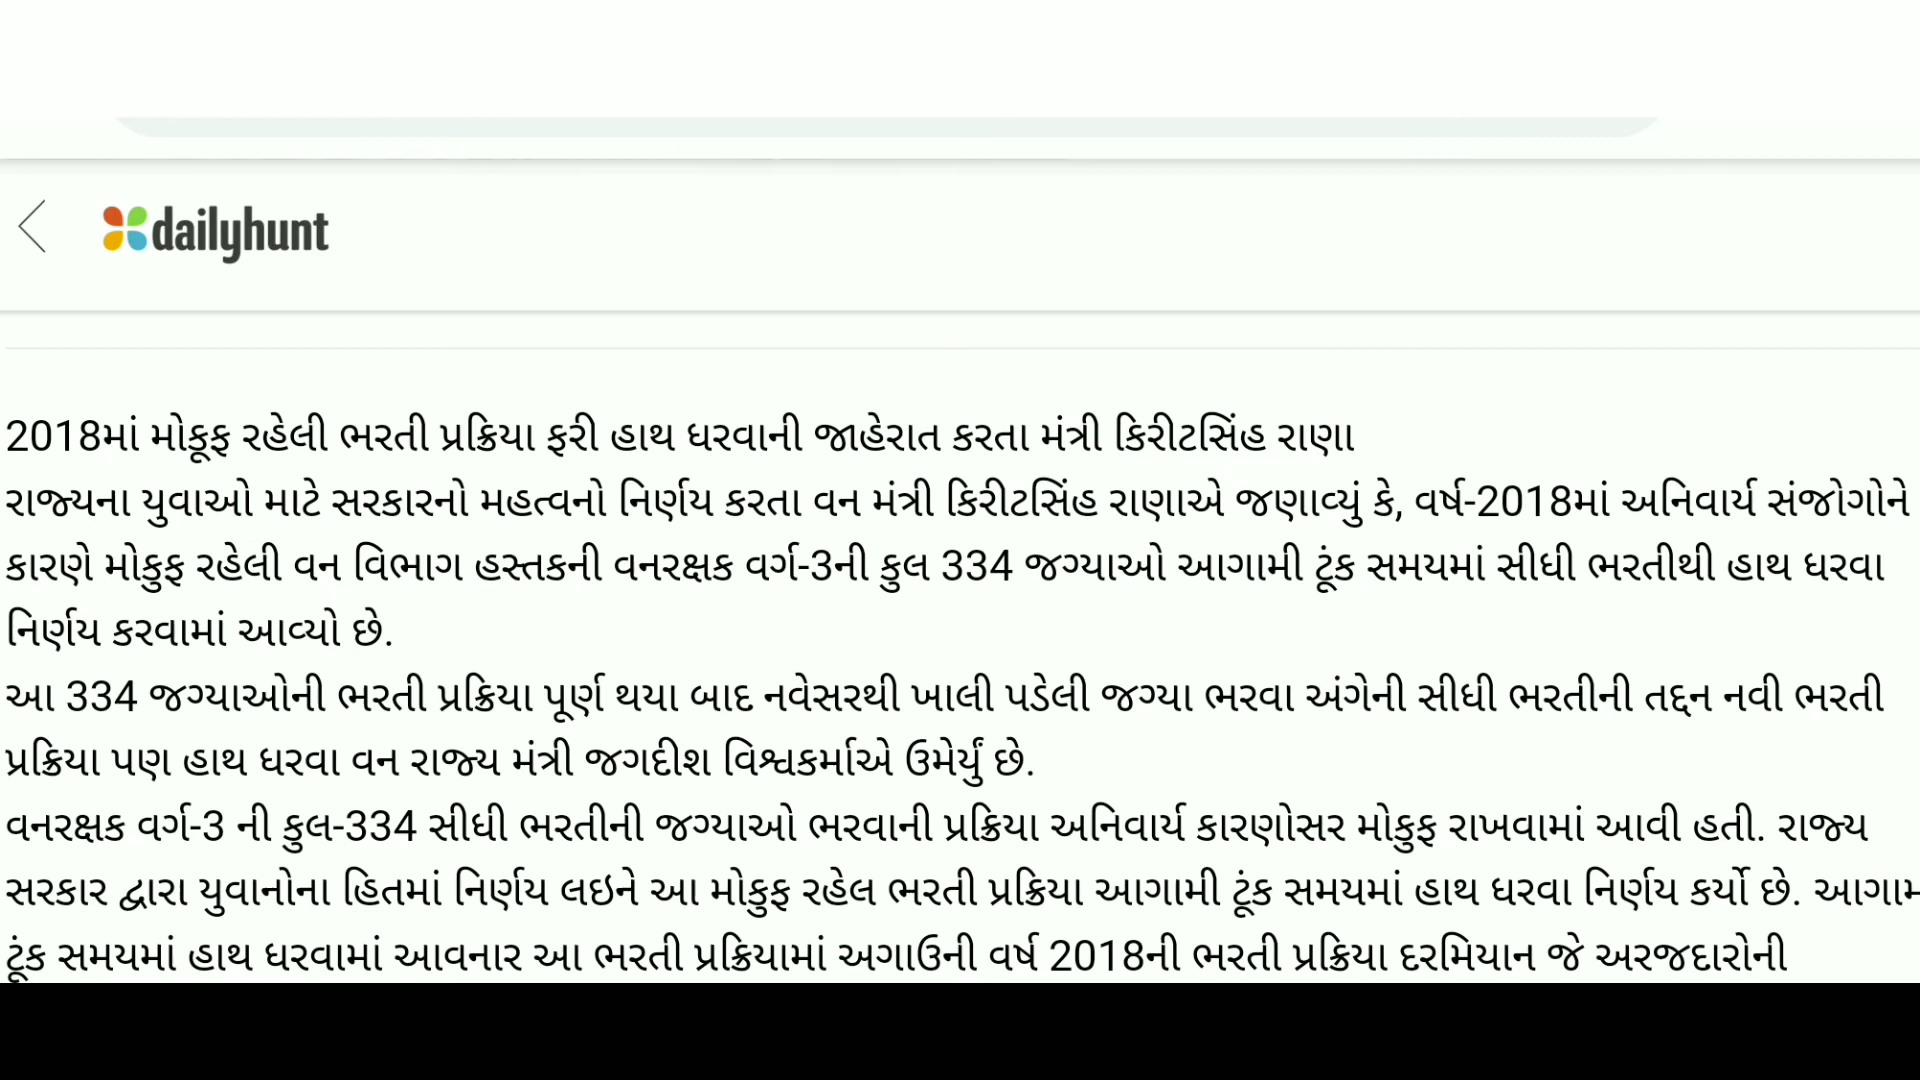 dailyhunt
2018માં મોકૂફ રહેલી ભરતી પ્રક્રિયા ફરી હાથ ધરવાની જાહેરાત કરતા મંત્રી કિરીટસિંહ રાણા
રાજ્યના યુવાઓ માટે સરકારનો મહત્વનો નિર્ણય કરતા વન મંત્રી કિરીટસિંહ રાણાએ જણાવ્યું કે, વર્ષ-2018માં અનિવાર્ય સંજોગોને
કારણે મોકુફ રહેલી વન વિભાગ હસ્તકની વનરક્ષક વર્ગ-3ની કુલ 334 જગ્યાઓ આગામી ટૂંક સમયમાં સીધી ભરતીથી હાથ ધરવા
નિર્ણય કરવામાં આવ્યો છે.
આ 334 જગ્યાઓની ભરતી પ્રક્રિયા પૂર્ણ થયા બાદ નવેસરથી ખાલી પડેલી જગ્યા ભરવા અંગેની સીધી ભરતીની તદ્દન નવી ભરતી
પ્રક્રિયા પણ હાથ ધરવા વન રાજ્ય મંત્રી જગદીશ વિશ્વકર્માએ ઉમેર્યું છે.
વનરક્ષક વર્ગ-3 ની કુલ-334 સીધી ભરતીની જગ્યાઓ ભરવાની પ્રક્રિયા અનિવાર્ય કારણોસર મોકુફ રાખવામાં આવી હતી. રાજ્ય
સરકાર દ્વારા યુવાનોના હિતમાં નિર્ણય લઇને આ મોકુફ રહેલ ભરતી પ્રક્રિયા આગામી ટૂંક સમયમાં હાથ ધરવા નિર્ણય કર્યો છે. આગામ
ટૂંક સમયમાં હાથ ધરવામાં આવનાર આ ભરતી પ્રક્રિયામાં અગાઉની વર્ષ 2018ની ભરતી પ્રક્રિયા દરમિયાન જે અરજદારોની